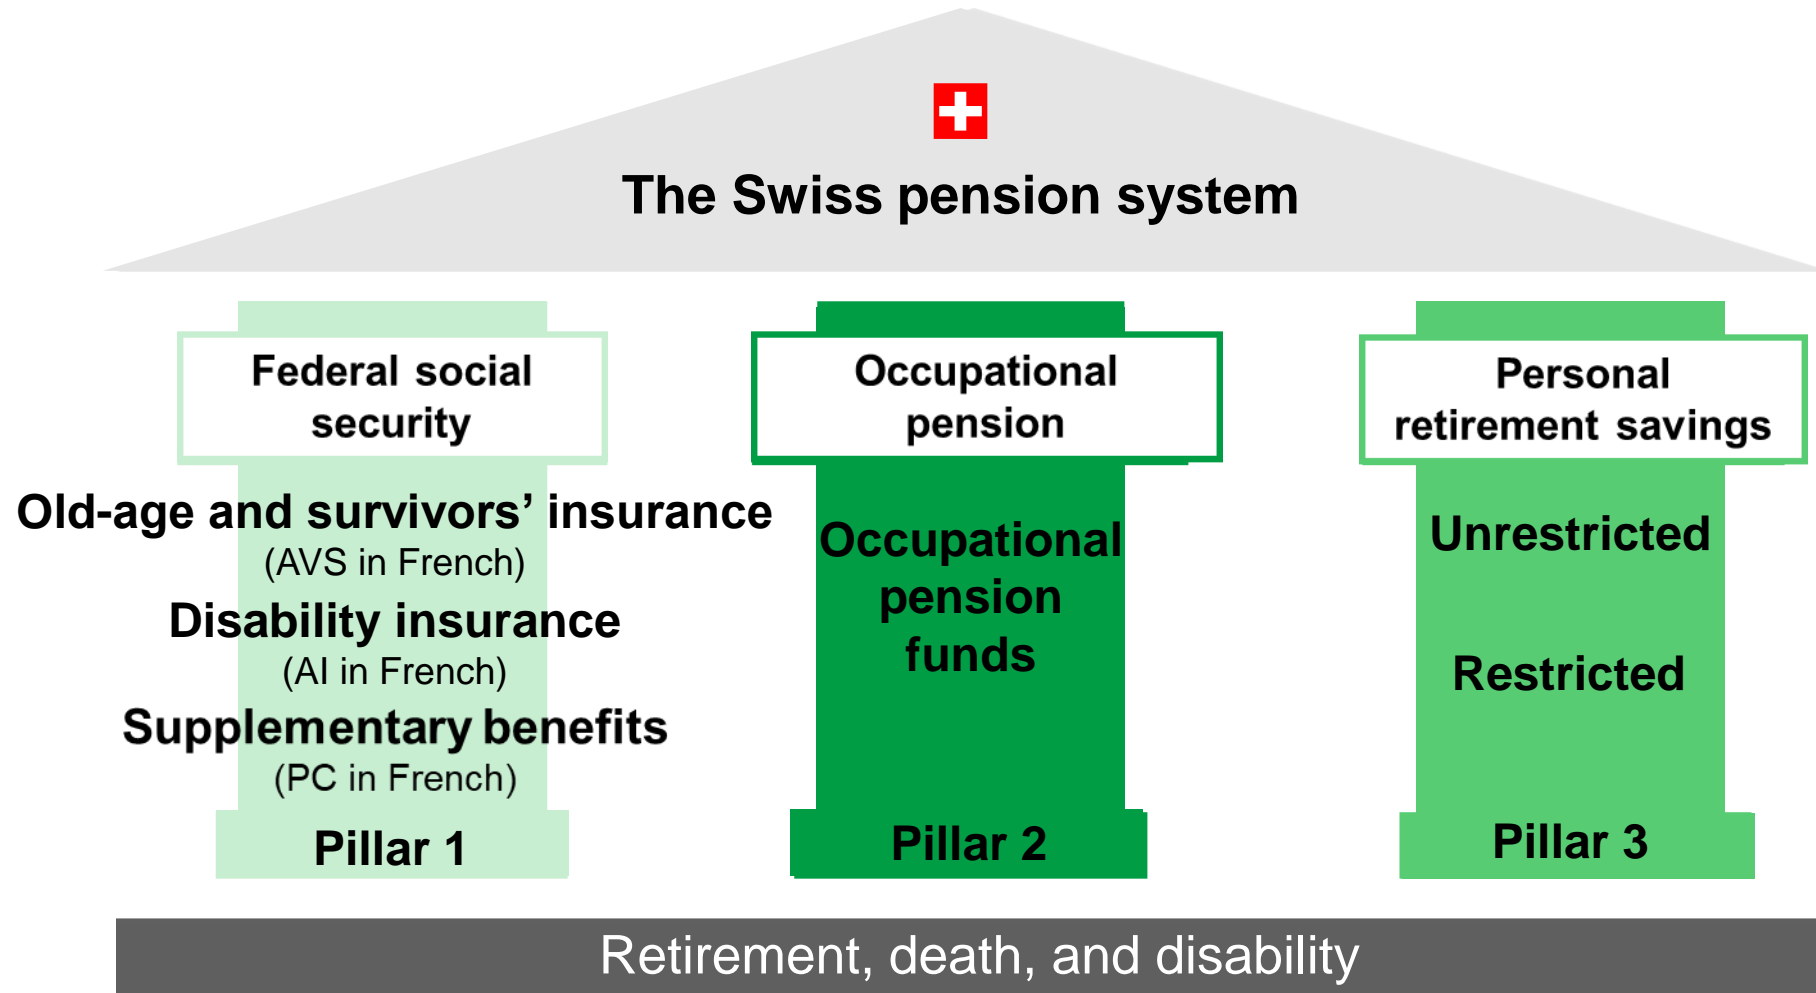 The Swiss pension system
Federal social
security
Old-age and survivors’ insurance
(AVS in French)
Disability insurance
(AI in French)
Supplementary benefits
(PC in French)
Pillar 1
Occupational
pension
Occupational
pension
funds
Pillar 2
Personal
retirement savings
Unrestricted
Restricted
Pillar 3
Retirement, death, and disability